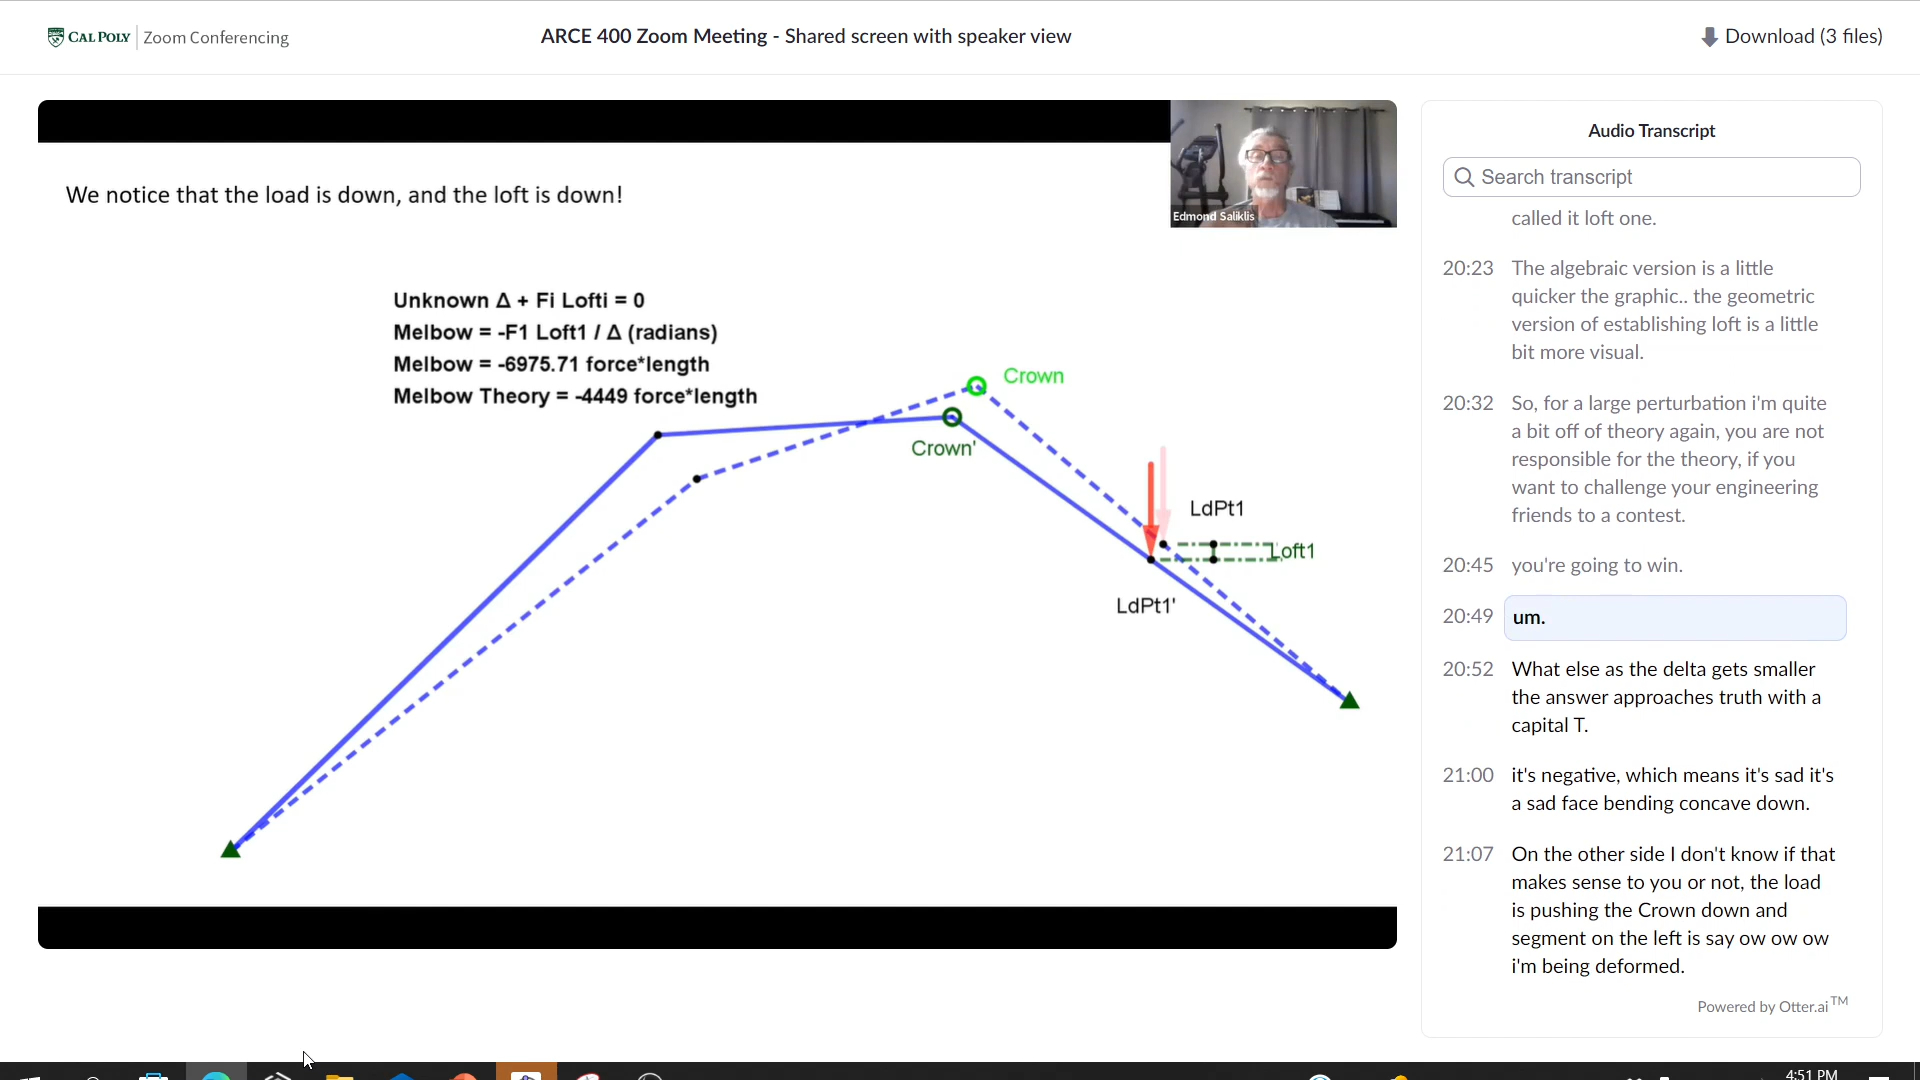 CAL POLY
Zoom Conferencing
ARCE 400 Zoom Meeting - Shared screen with speaker view
Download (3 files)
Edmond Saliklis
We notice that the load is down, and the loft is down!
Unknown Δ + Fi Lofti = 0
Melbow = -F1 Loft1 / Δ (radians)
Melbow = -6975.71 force*length
Melbow Theory = -4449 force*length
Crown
Crown'
LdPt1
Loft1
LdPt1'
Audio Transcript
Search transcript
called it loft one.
20:23 The algebraic version is a little
quicker the graphic.. the geometric
version of establishing loft is a little
bit more visual.
20:32 So, for a large perturbation i'm quite
a bit off of theory again, you are not
responsible for the theory, if you
want to challenge your engineering
friends to a contest.
20:45 you're going to win.
20:49 um.
20:52 What else as the delta gets smaller
the answer approaches truth with a
capital T.
21:00 it's negative, which means it's sad it's
a sad face bending concave down.
21:07 On the other side I don't know if that
makes sense to you or not, the load
is pushing the Crown down and
segment on the left is say ow ow ow
i'm being deformed.
Powered by Otter.ai TM
4:51 PM